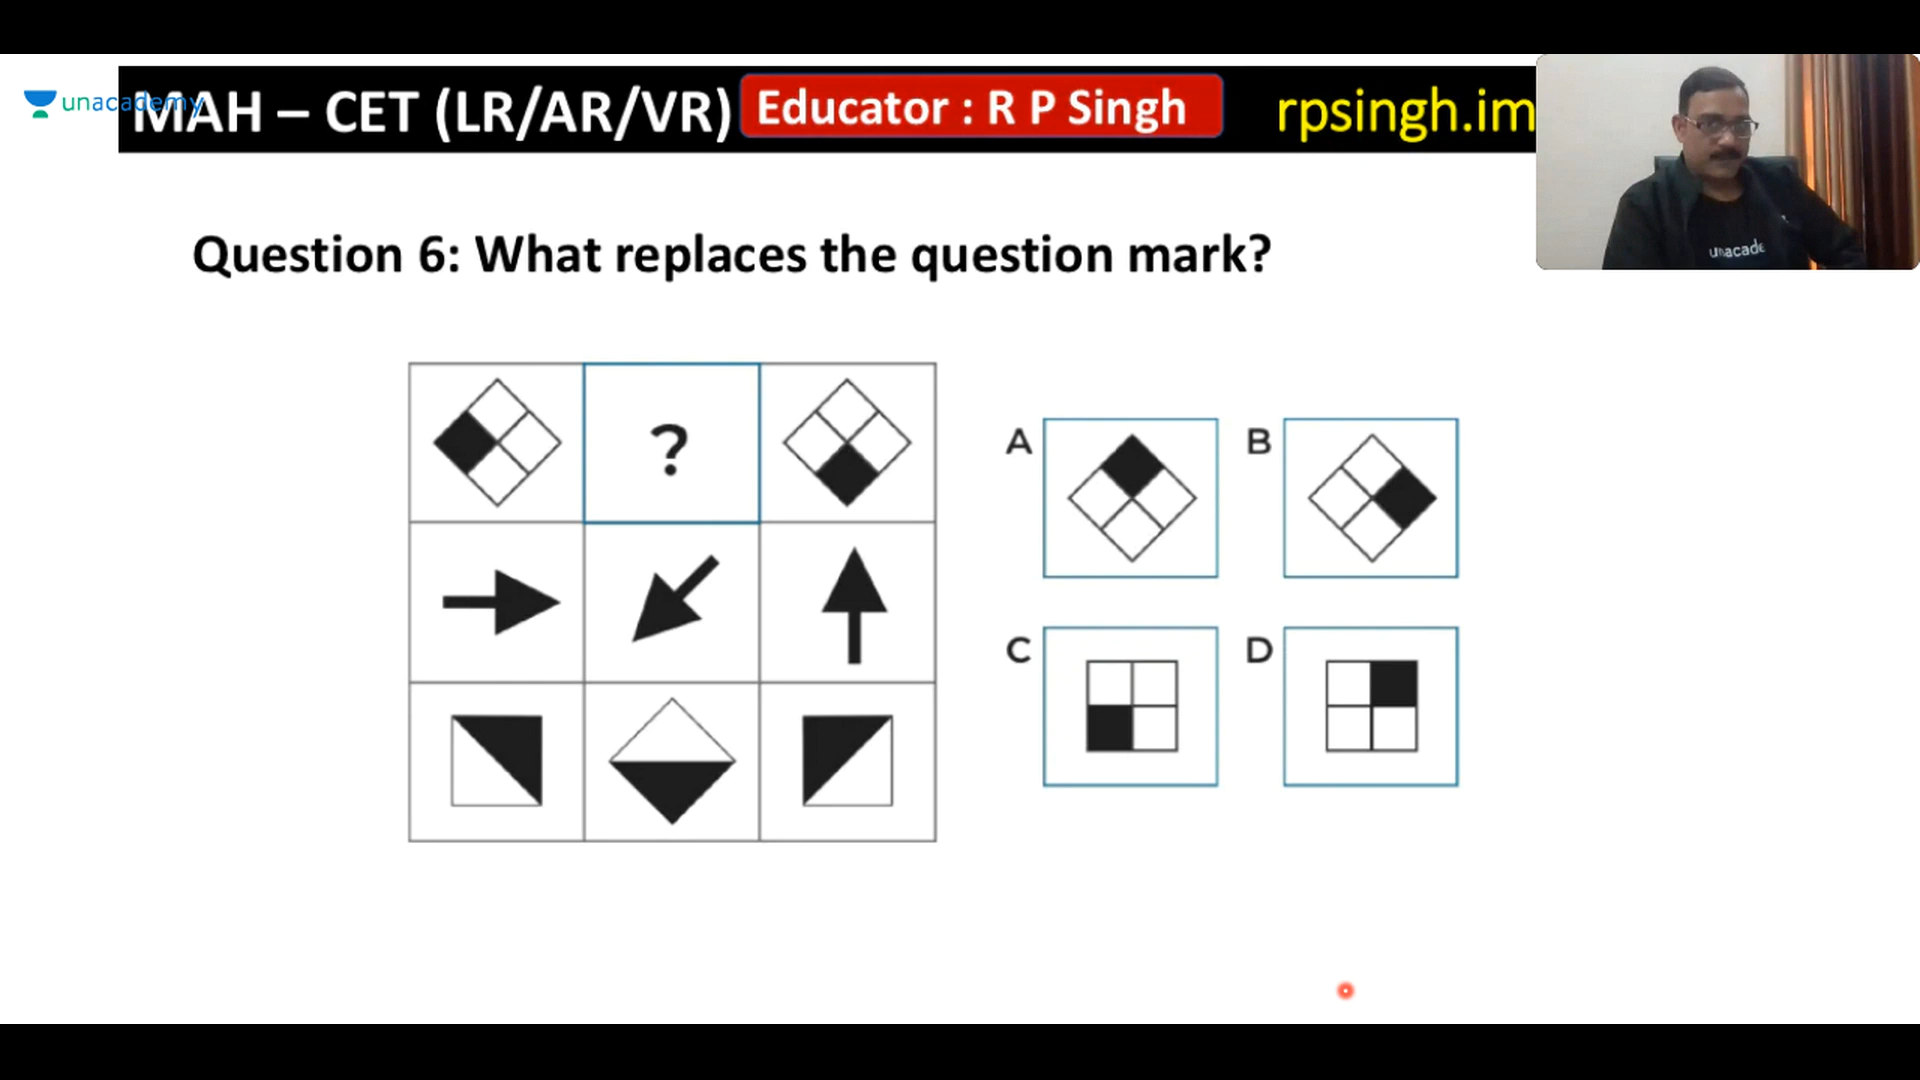 unacademy
MAH – CET (LR/AR/VR)
Educator : R P Singh
rpsingh.im
unacade
Question 6: What replaces the question mark?
?
A
B
C
D